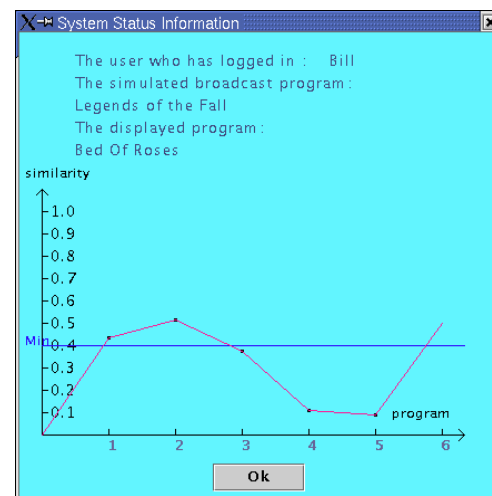 System Status Information
The user who has logged in : Bill
The simulated broadcast program:
Legends of the Fall
The displayed program:
Bed Of Roses
similarity
1.0
0.9
0.8
0.7
0.6
0.5
Min
0.4
0.3
0.2
0.1
program
1 2 3 4 5 6
Ok